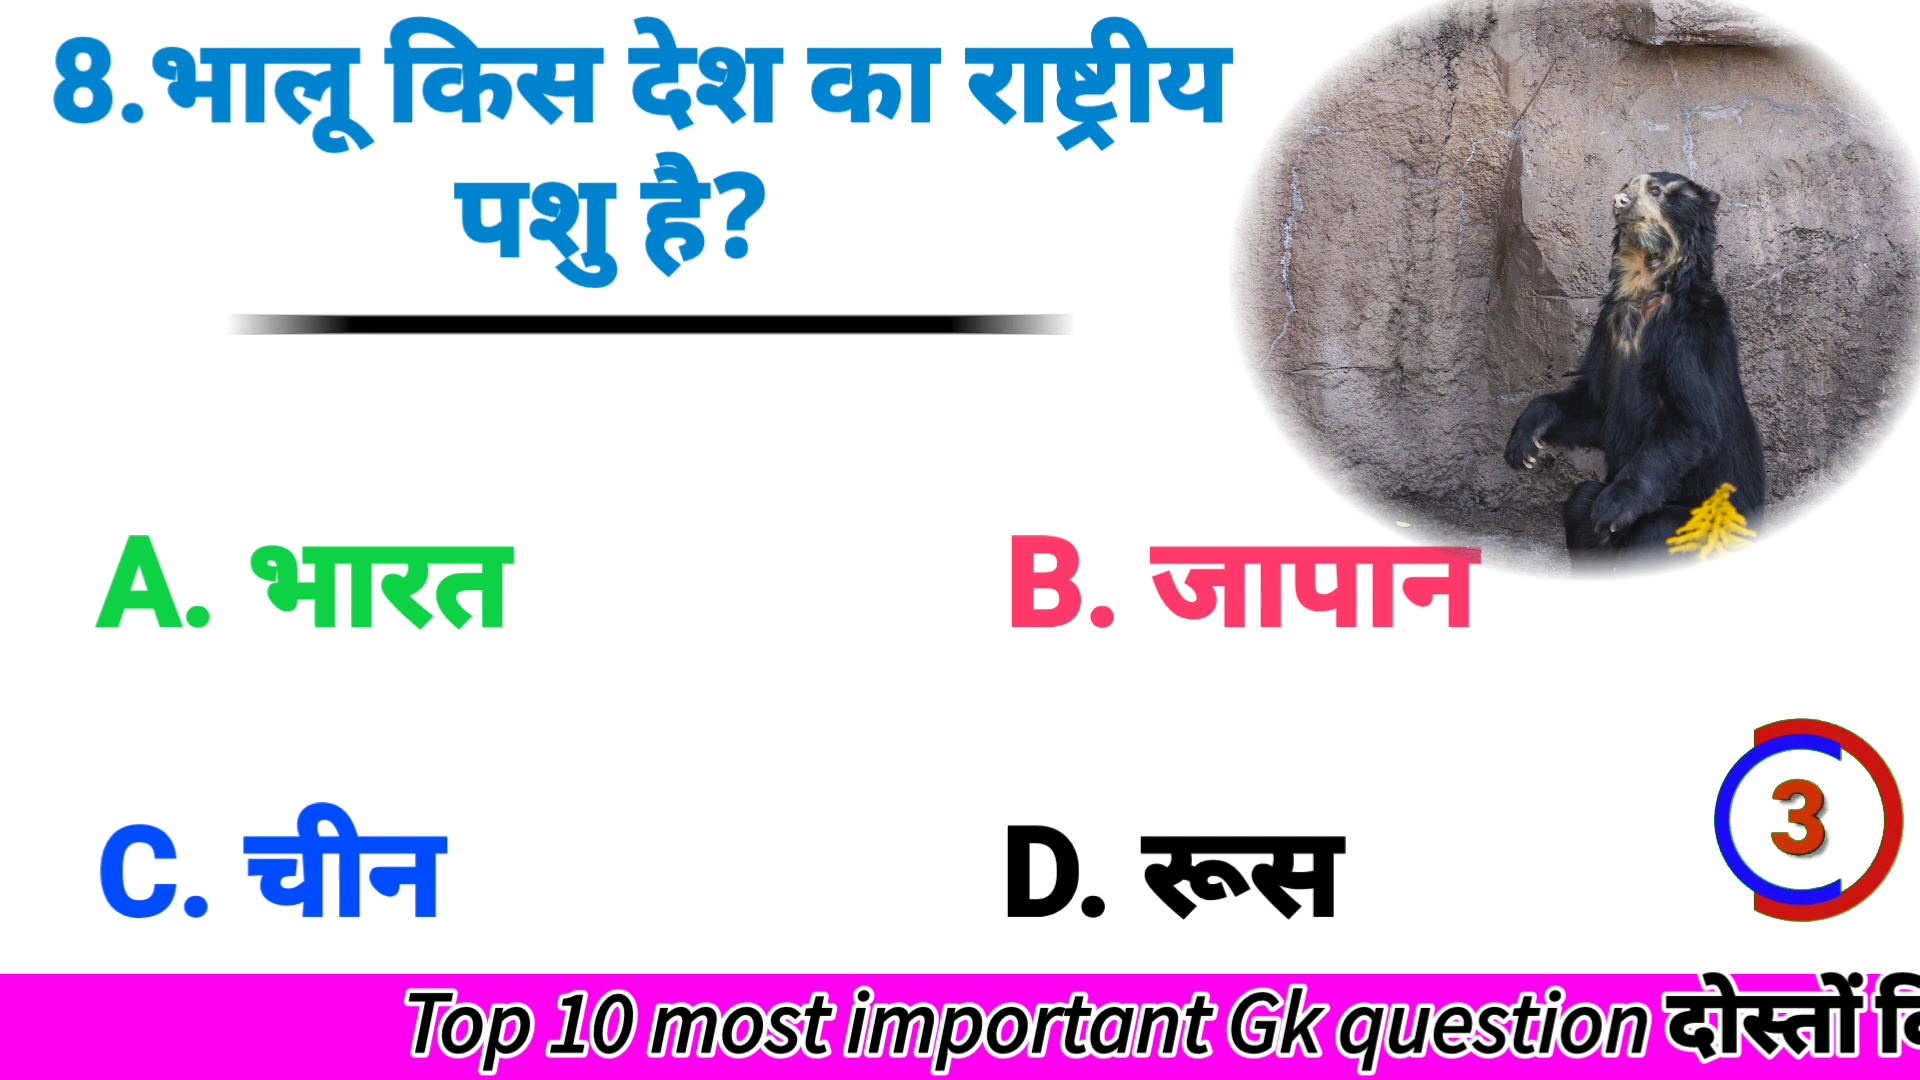 8.भालू किस देश का राष्ट्रीय
पशु है?
A. भारत
B. जापान
C. चीन
D. रूस
3
Top 10 most important Gk question दोस्तों